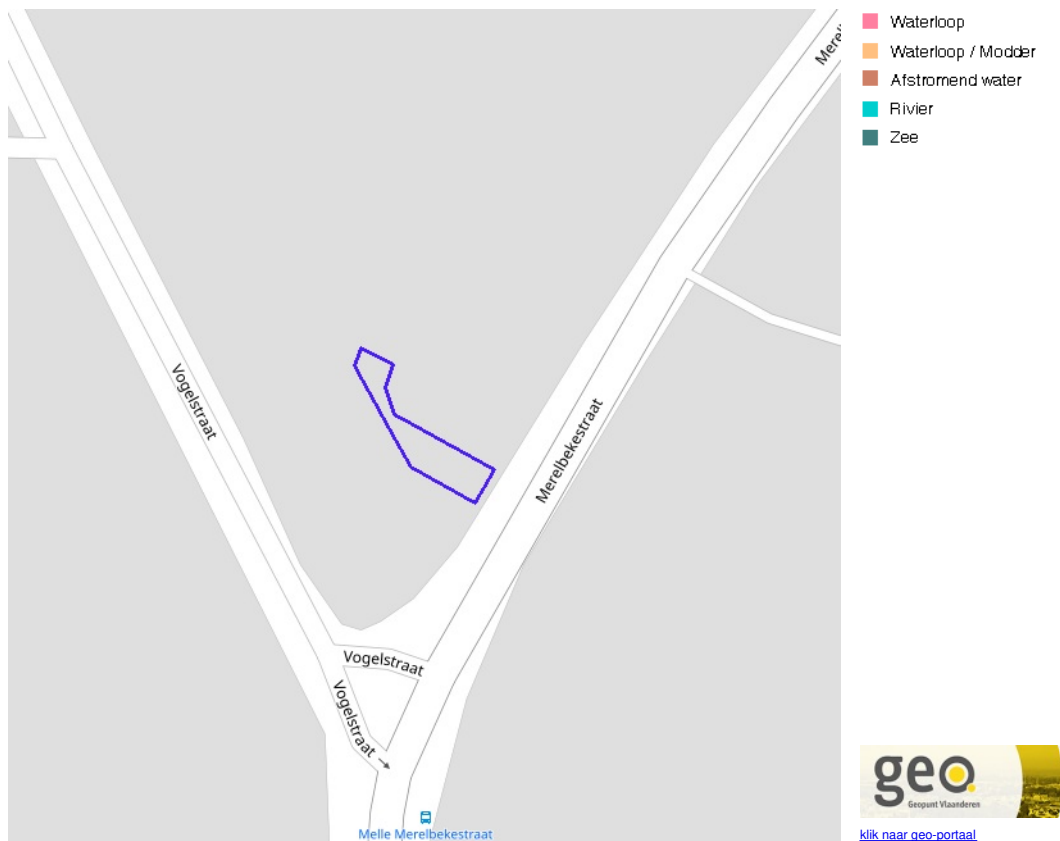 Merel
Waterloop
Waterloop / Modder
Afstromend water
Rivier
Zee
Vogelstraat
Merelbekestraat
Vogelstraat
Vogelstraat
Melle Merelbekestraat
geo.
Geopunt Vlaanderen
klik naar geo-portaal